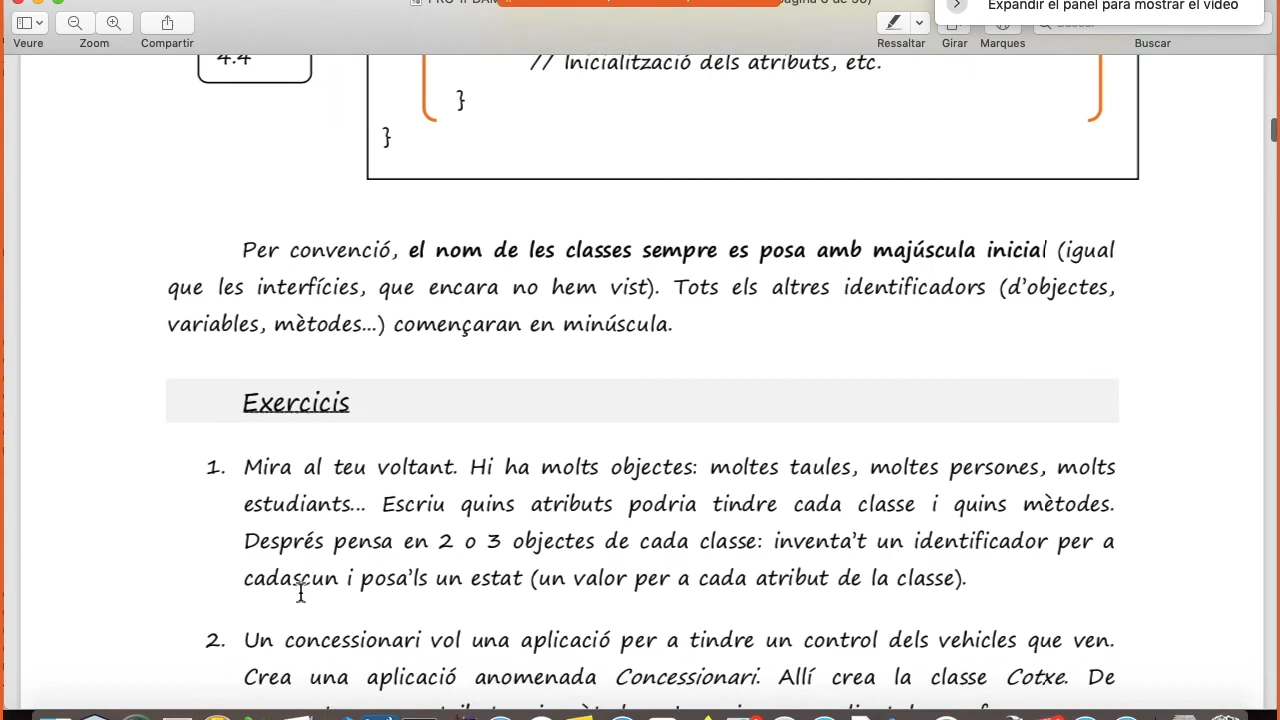 Expandir el panel para mostrar el vídeo
Veure
Zoom
Compartir
Ressaltar
Girar
Marques
Buscar
4.4
// Inicialització dels atributs, etc.
}
}
Per convenció, el nom de les classes sempre es posa amb majúscula inicial (igual
que les interfícies, que encara no hem vist). Tots els altres identificadors (d'objectes,
variables, mètodes...) començaran en minúscula.
Exercicis
1. Mira al teu voltant. Hi ha molts objectes: moltes taules, moltes persones, molts
estudiants... Escriu quins atributs podria tindre cada classe i quins mètodes.
Després pensa en 2 o 3 objectes de cada classe: inventa't un identificador per a
cadascun i posa'ls un estat (un valor per a cada atribut de la classe).
2. Un concessionari vol una aplicació per a tindre un control dels vehicles que ven.
Crea una aplicació anomenada Concessionari. Allí crea la classe Cotxe. De